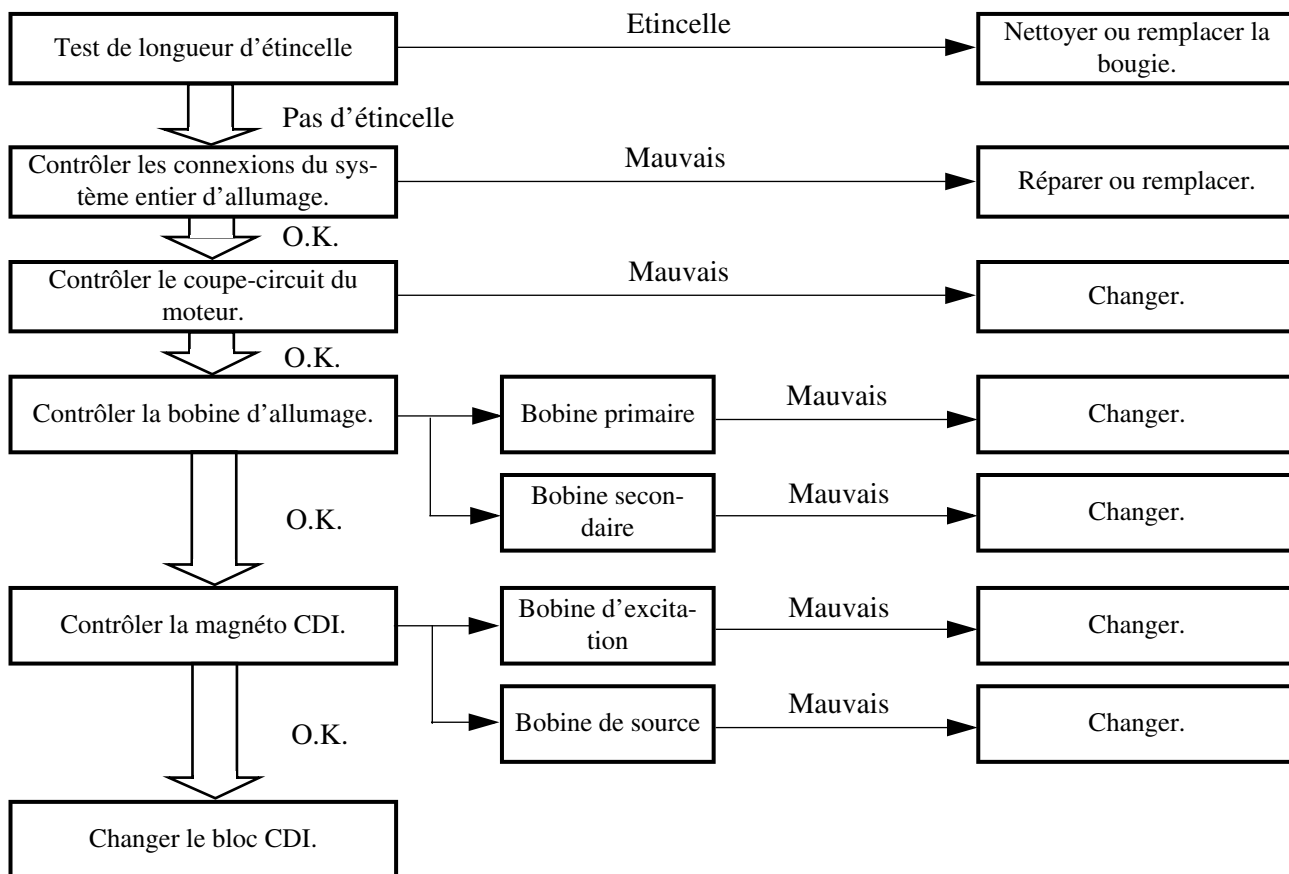 Test de longueur d’étincelle
Etincelle
Nettoyer ou remplacer la
bougie.
Pas d’étincelle
Contrôler les connexions du sys-
tème entier d’allumage.
Mauvais
Réparer ou remplacer.
O.K.
Contrôler le coupe-circuit du
moteur.
Mauvais
Changer.
O.K.
Contrôler la bobine d’allumage.
Bobine primaire
Mauvais
Changer.
Bobine secon-
daire
Mauvais
Changer.
O.K.
Contrôler la magnéto CDI.
Bobine d’excita-
tion
Mauvais
Changer.
Bobine de source
Mauvais
Changer.
O.K.
Changer le bloc CDI.